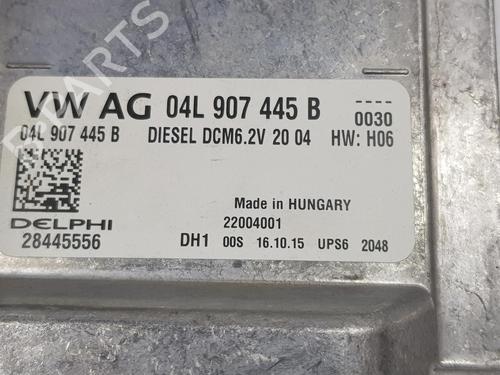 VW AG 04L 907 445 B
0030
04L 907 445 B DIESEL DCM6.2V 20 04 HW: H06
Made in HUNGARY
DELPHI 22004001
28445556 DH1 00S 16.10.15 UPS6 2048